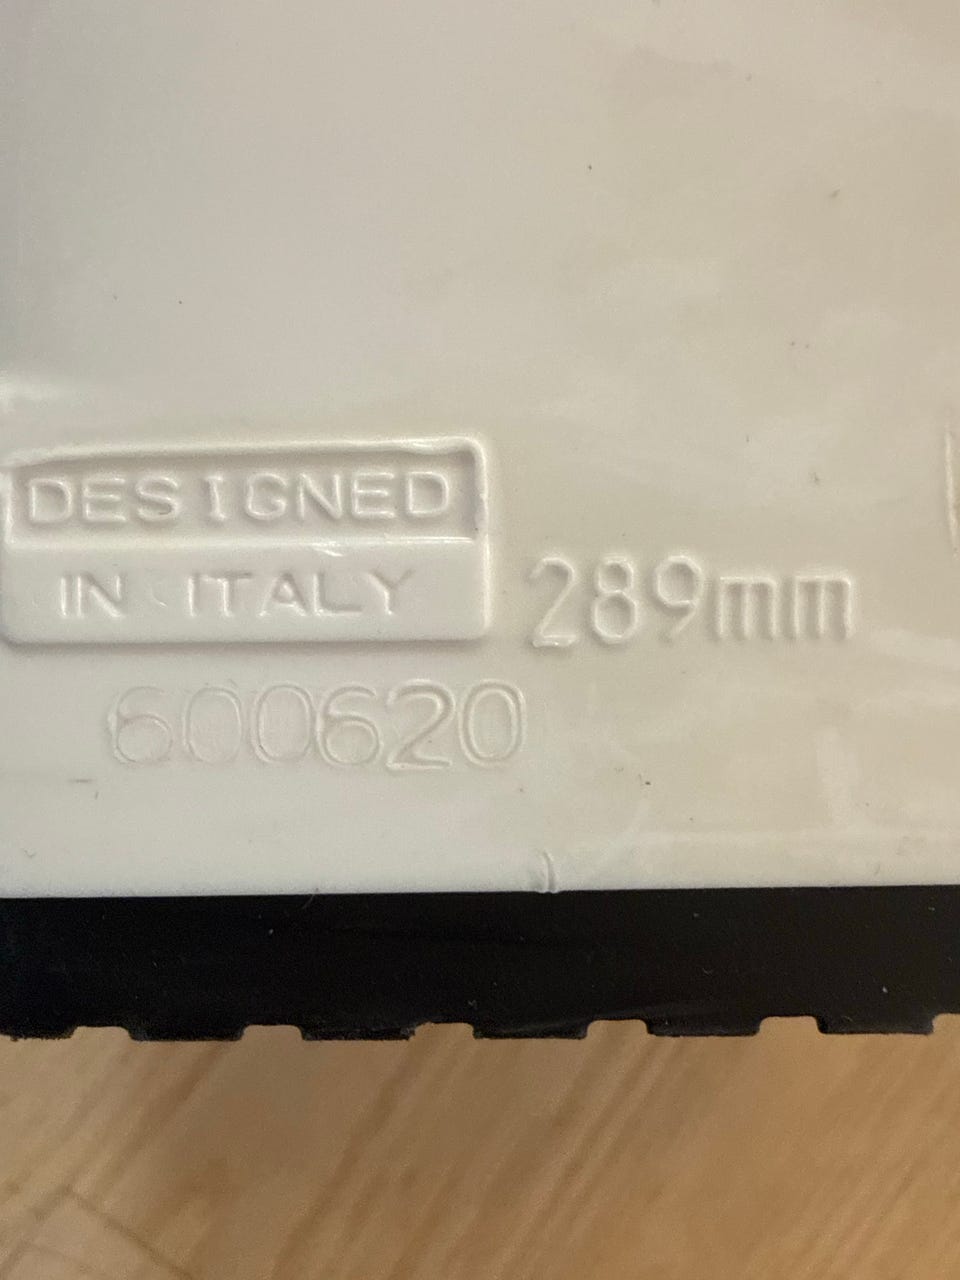 DESIGNED
IN ITALY
289mm
600620